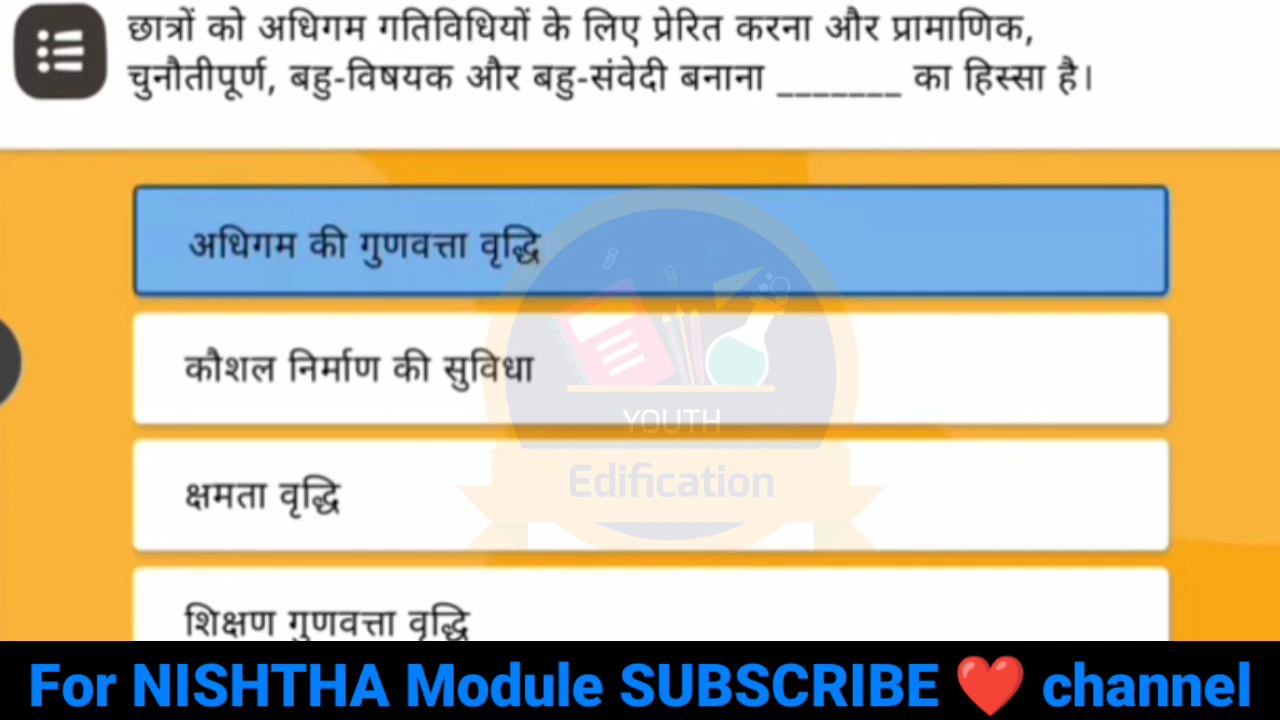 छात्रों को अधिगम गतिविधियों के लिए प्रेरित करना और प्रामाणिक,
चुनौतीपूर्ण, बहु-विषयक और बहु-संवेदी बनाना _______ का हिस्सा है।
अधिगम की गुणवत्ता वृद्धि
कौशल निर्माण की सुविधा
YOUTH
Edification
क्षमता वृद्धि
शिक्षण गुणवत्ता वृद्धि
For NISHTHA Module SUBSCRIBE ❤️ channel